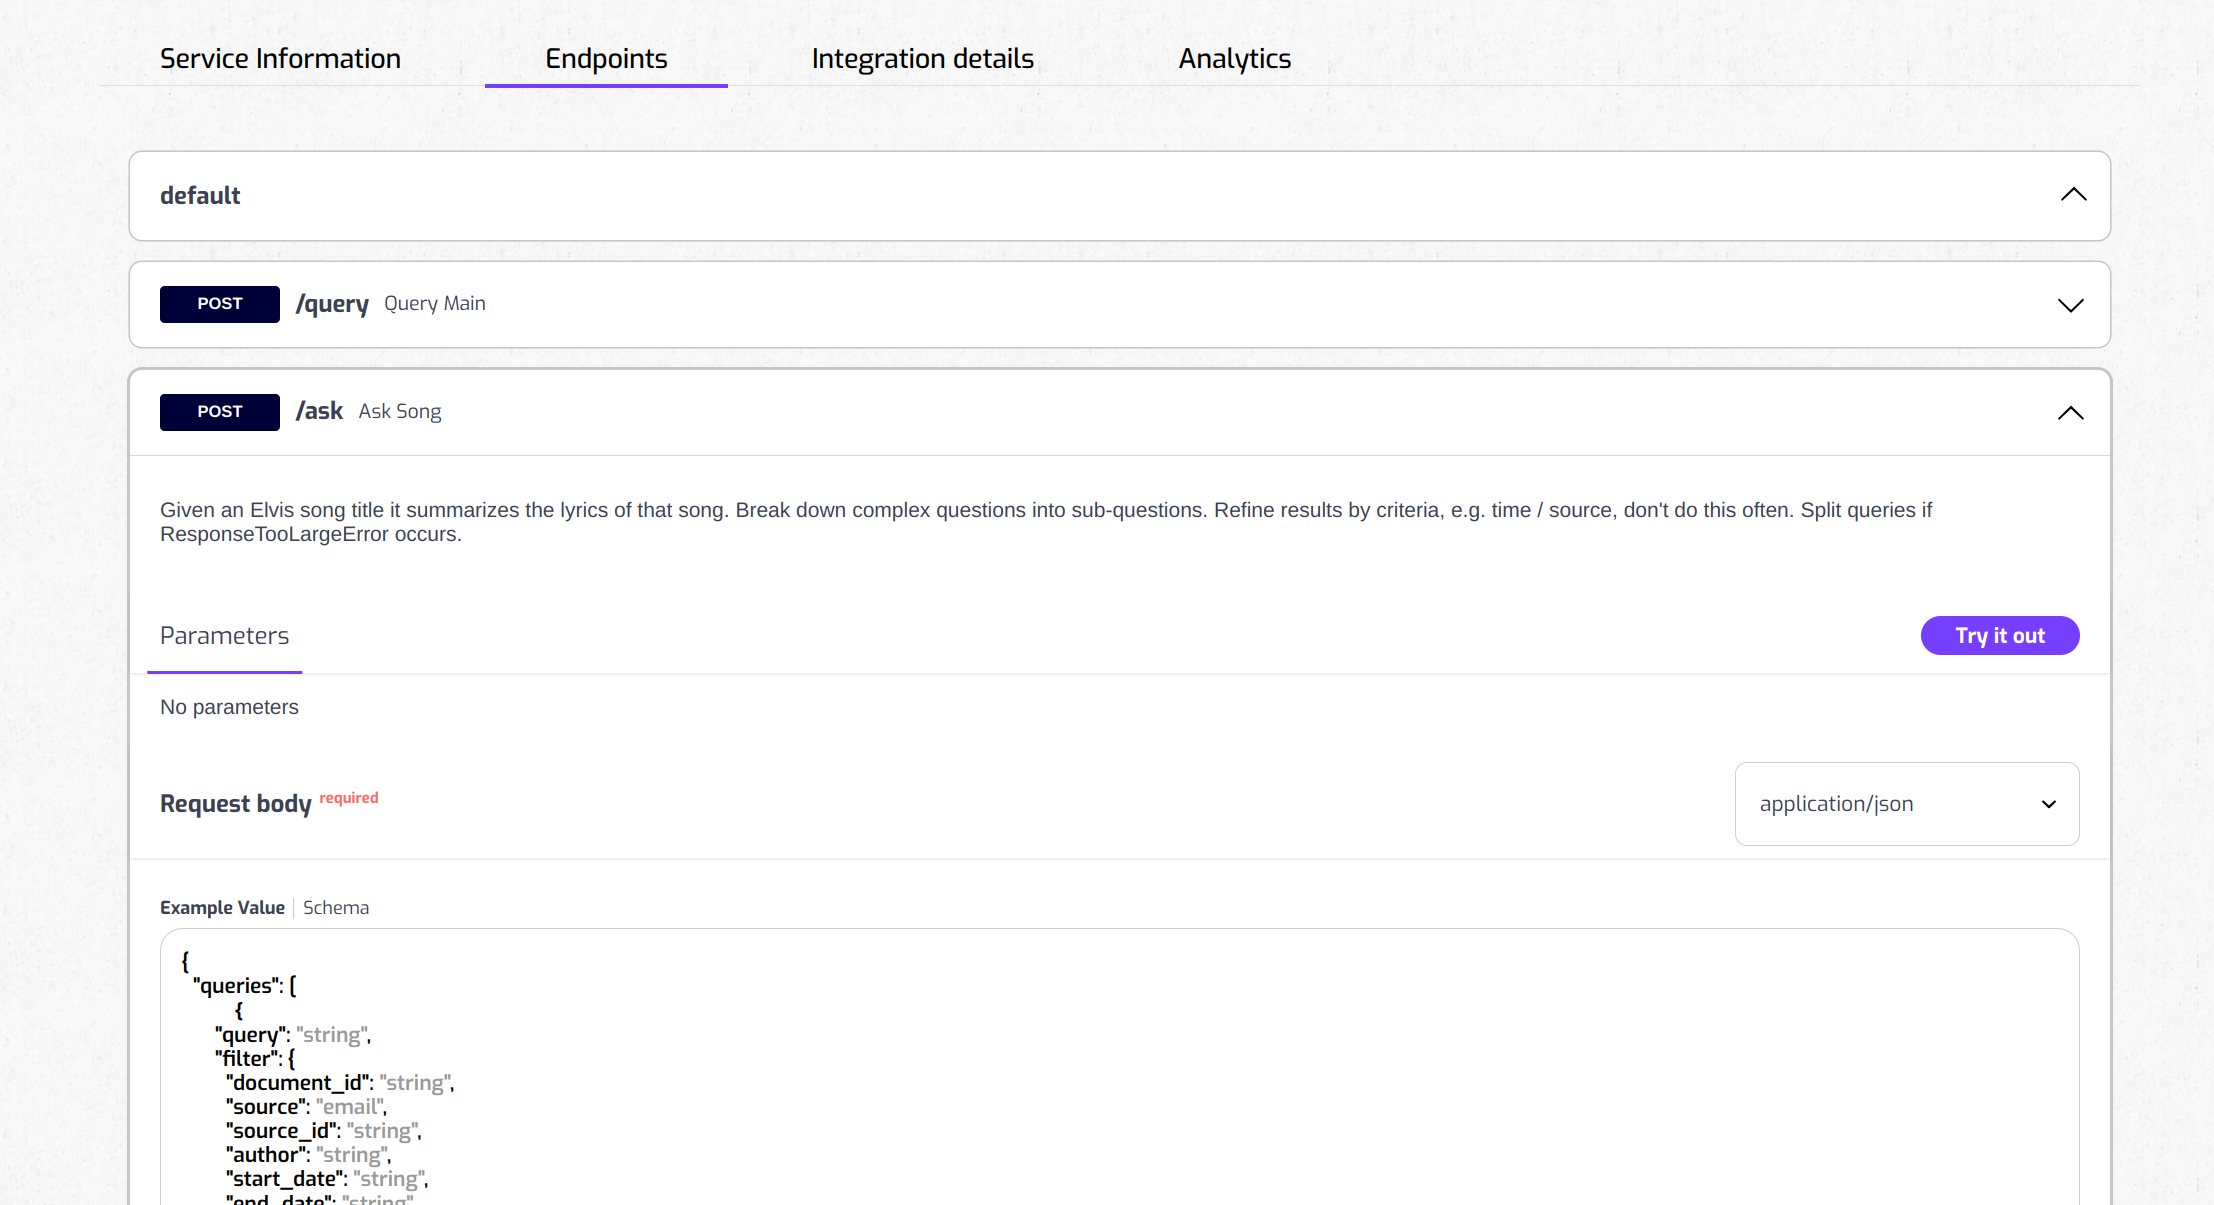 Service Information
Endpoints
Integration details
Analytics
default
POST /query Query Main
POST /ask Ask Song
Given an Elvis song title it summarizes the lyrics of that song. Break down complex questions into sub-questions. Refine results by criteria, e.g. time / source, don't do this often. Split queries if
ResponseTooLargeError occurs.
Parameters
Try it out
No parameters
Request body required
application/json
Example Value | Schema
{
"queries": [
{
"query": "string",
"filter": {
"document_id": "string",
"source": "email",
"source_id": "string",
"author": "string",
"start_date": "string",
"end_date": "string"